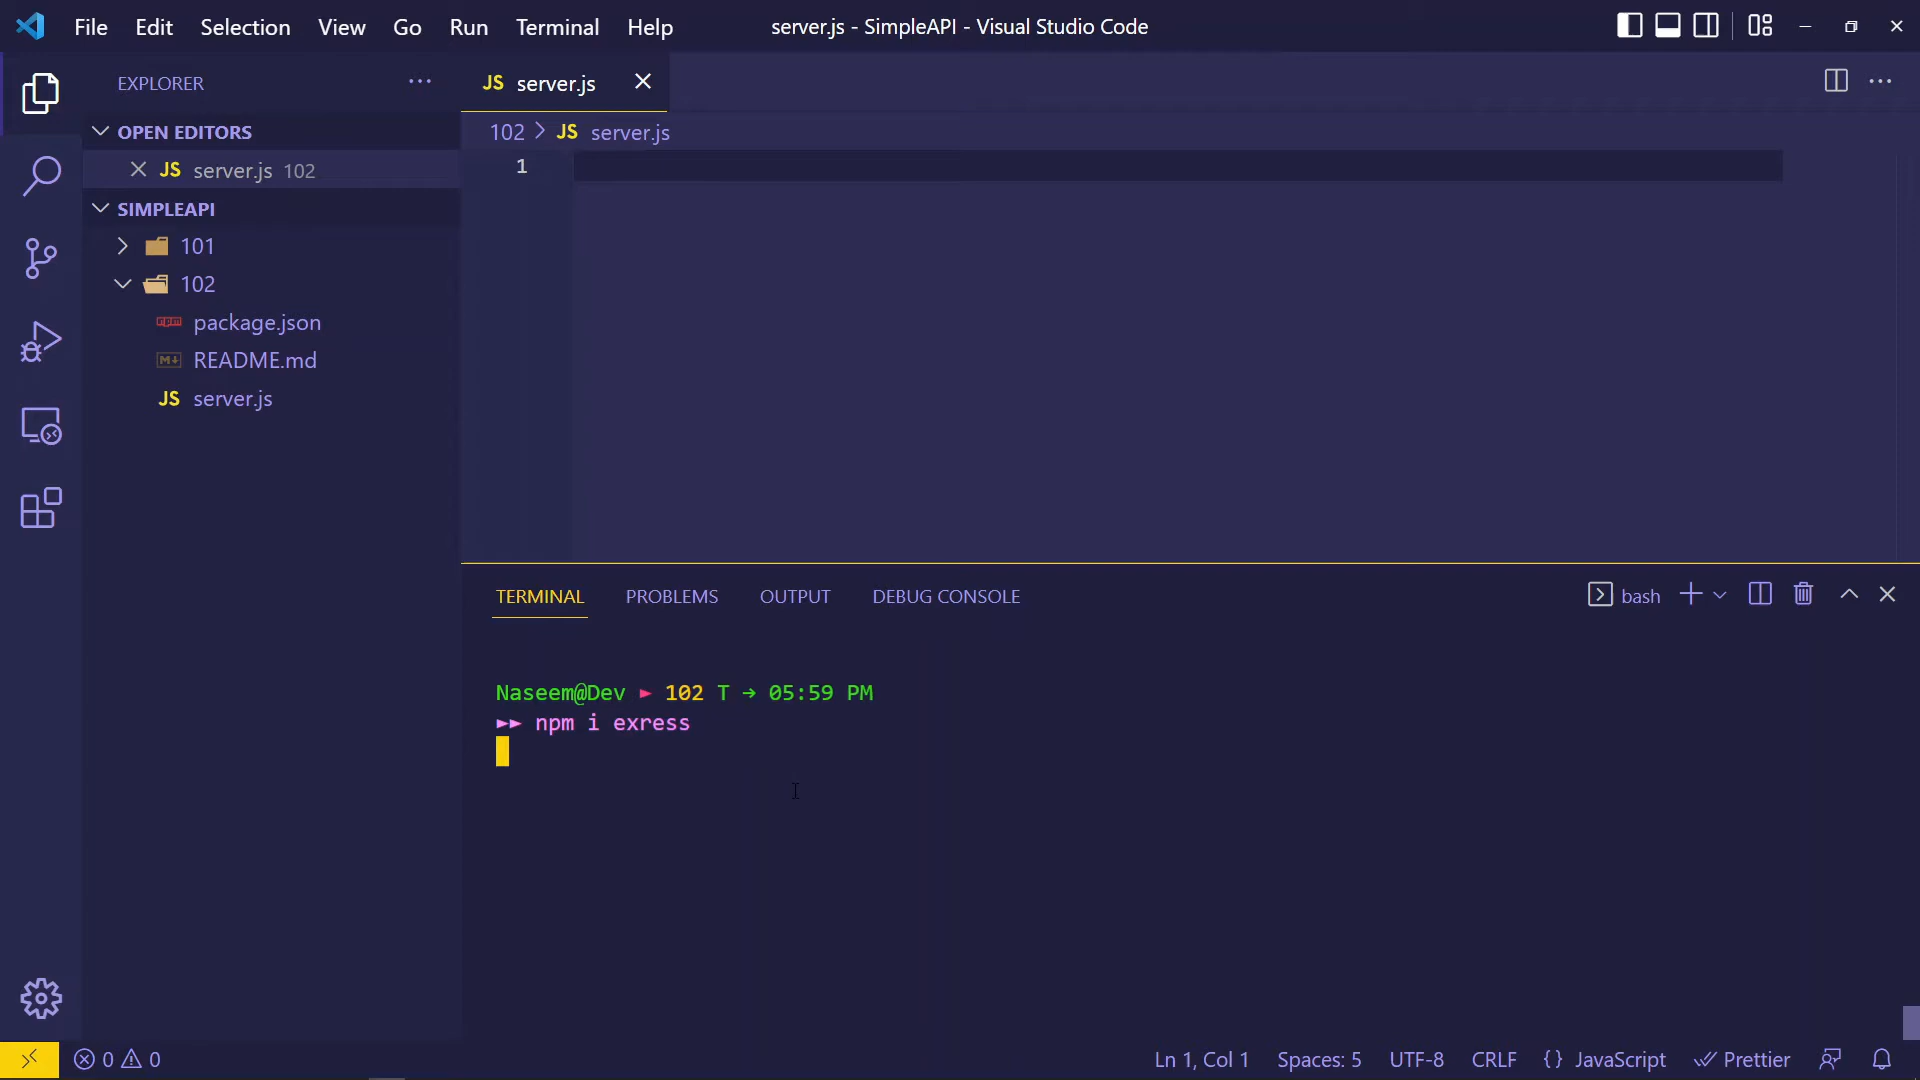 File Edit Selection View Go Run Terminal Help
server.js - SimpleAPI - Visual Studio Code
EXPLORER
OPEN EDITORS
JS server.js 102
SIMPLEAPI
101
102
package.json
README.md
JS server.js
JS server.js
102 > JS server.js
1
TERMINAL PROBLEMS OUTPUT DEBUG CONSOLE
bash
Naseem@Dev ► 102 T → 05:59 PM
►► npm i exress
0 0
Ln 1, Col 1 Spaces: 5 UTF-8 CRLF {} JavaScript Prettier